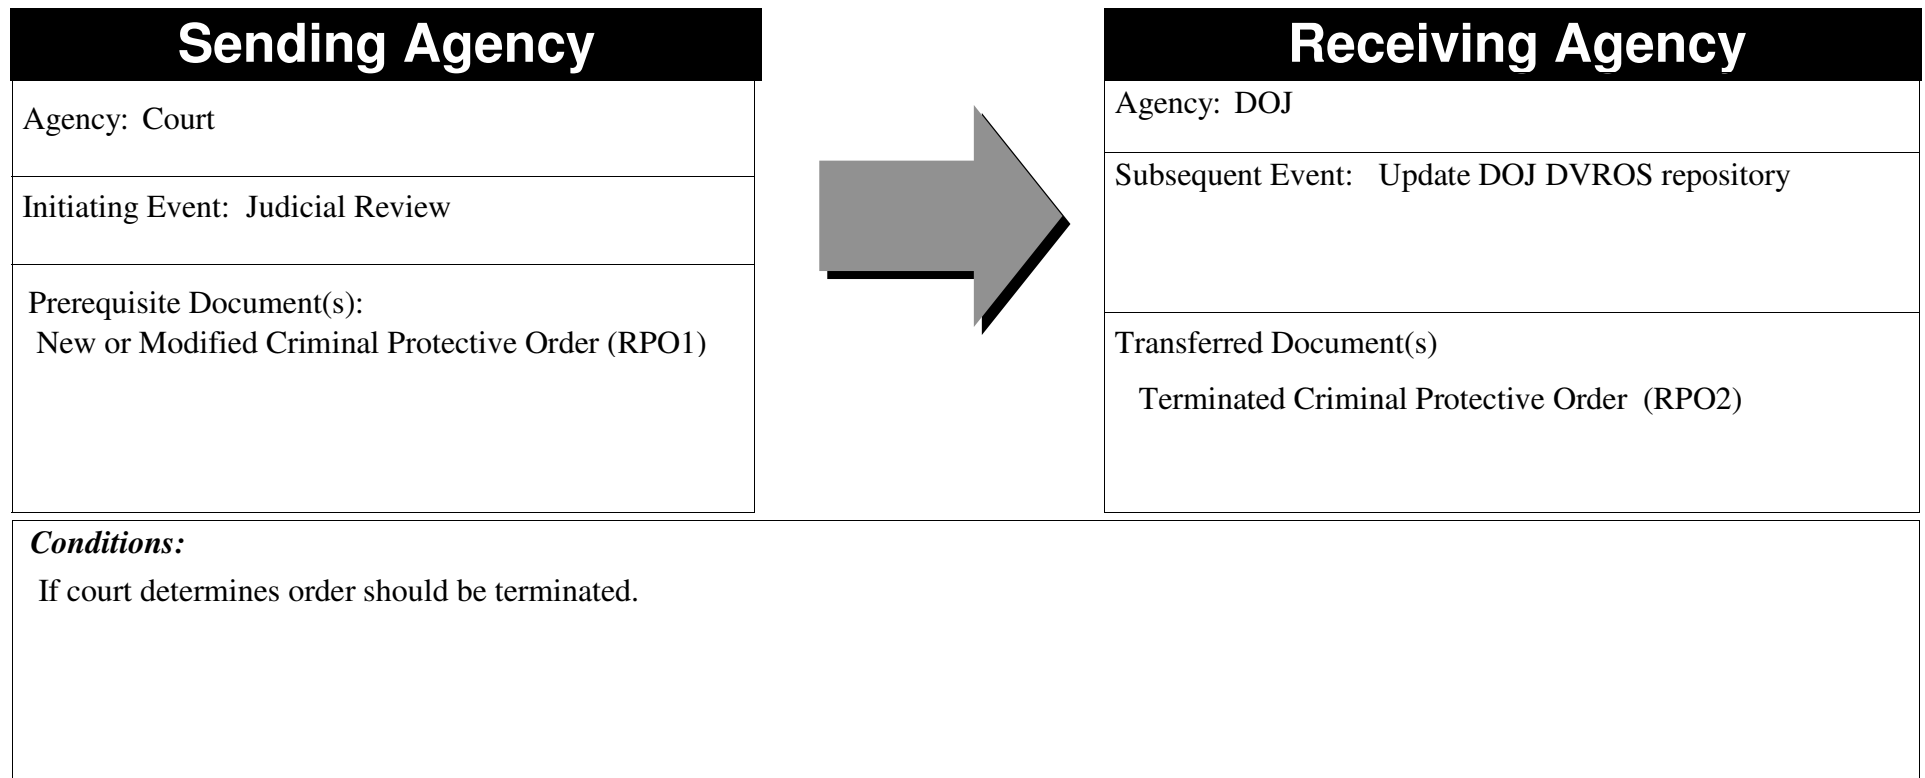 Sending Agency
Agency: Court
Initiating Event: Judicial Review
Prerequisite Document(s):
New or Modified Criminal Protective Order (RPO1)
Receiving Agency
Agency: DOJ
Subsequent Event: Update DOJ DVROS repository
Transferred Document(s)
Terminated Criminal Protective Order (RPO2)
Conditions:
If court determines order should be terminated.